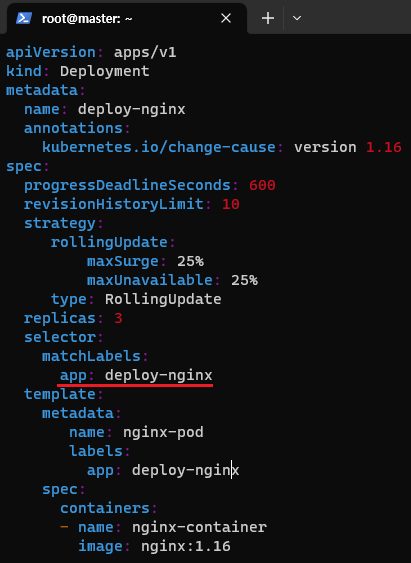 root@master: ~
apiVersion: apps/v1
kind: Deployment
metadata:
  name: deploy-nginx
  annotations:
    kubernetes.io/change-cause: version 1.16
spec:
  progressDeadlineSeconds: 600
  revisionHistoryLimit: 10
  strategy:
     rollingUpdate:
         maxSurge: 25%
         maxUnavailable: 25%
     type: RollingUpdate
  replicas: 3
  selector:
    matchLabels:
      app: deploy-nginx
  template:
    metadata:
       name: nginx-pod
       labels:
         app: deploy-nginx
    spec:
      containers:
      - name: nginx-container
        image: nginx:1.16